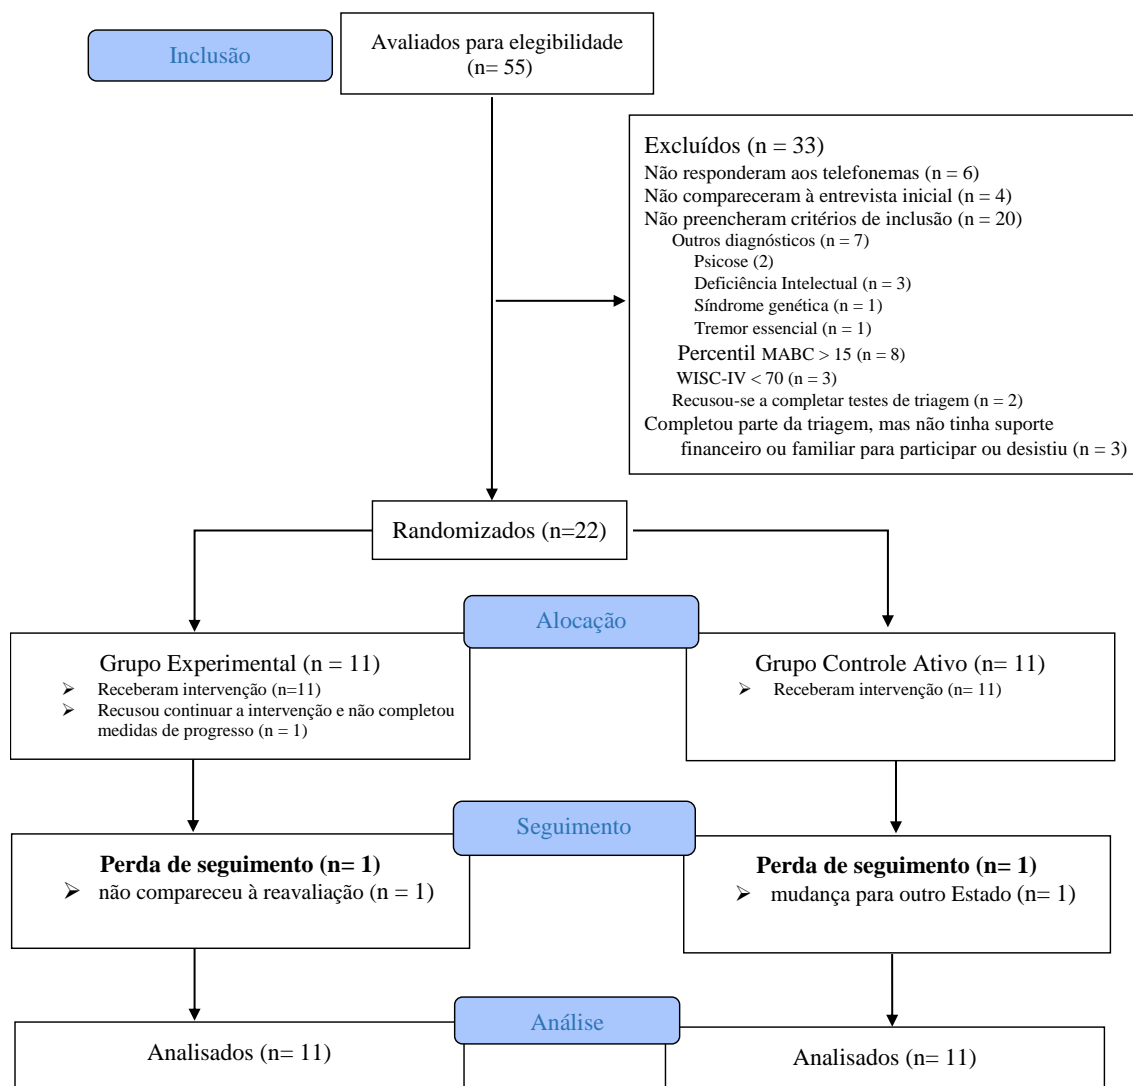 Inclusão
Avaliados para elegibilidade
(n= 55)
Excluídos (n = 33)
Não responderam aos telefonemas (n = 6)
Não compareceram à entrevista inicial (n = 4)
Não preencheram critérios de inclusão (n = 20)
Outros diagnósticos (n = 7)
Psicose (2)
Deficiência Intelectual (n = 3)
Síndrome genética (n = 1)
Tremor essencial (n = 1)
Percentil MABC > 15 (n = 8)
WISC-IV < 70 (n = 3)
Recusou-se a completar testes de triagem (n = 2)
Completou parte da triagem, mas não tinha suporte
financeiro ou familiar para participar ou desistiu (n = 3)
Randomizados (n=22)
Alocação
Grupo Experimental (n = 11)
➢ Receberam intervenção (n=11)
➢ Recusou continuar a intervenção e não completou
medidas de progresso (n = 1)
Grupo Controle Ativo (n= 11)
➢ Receberam intervenção (n= 11)
Seguimento
Perda de seguimento (n= 1)
➢ não compareceu à reavaliação (n = 1)
Perda de seguimento (n= 1)
➢ mudança para outro Estado (n= 1)
Análise
Analisados (n= 11)
Analisados (n= 11)